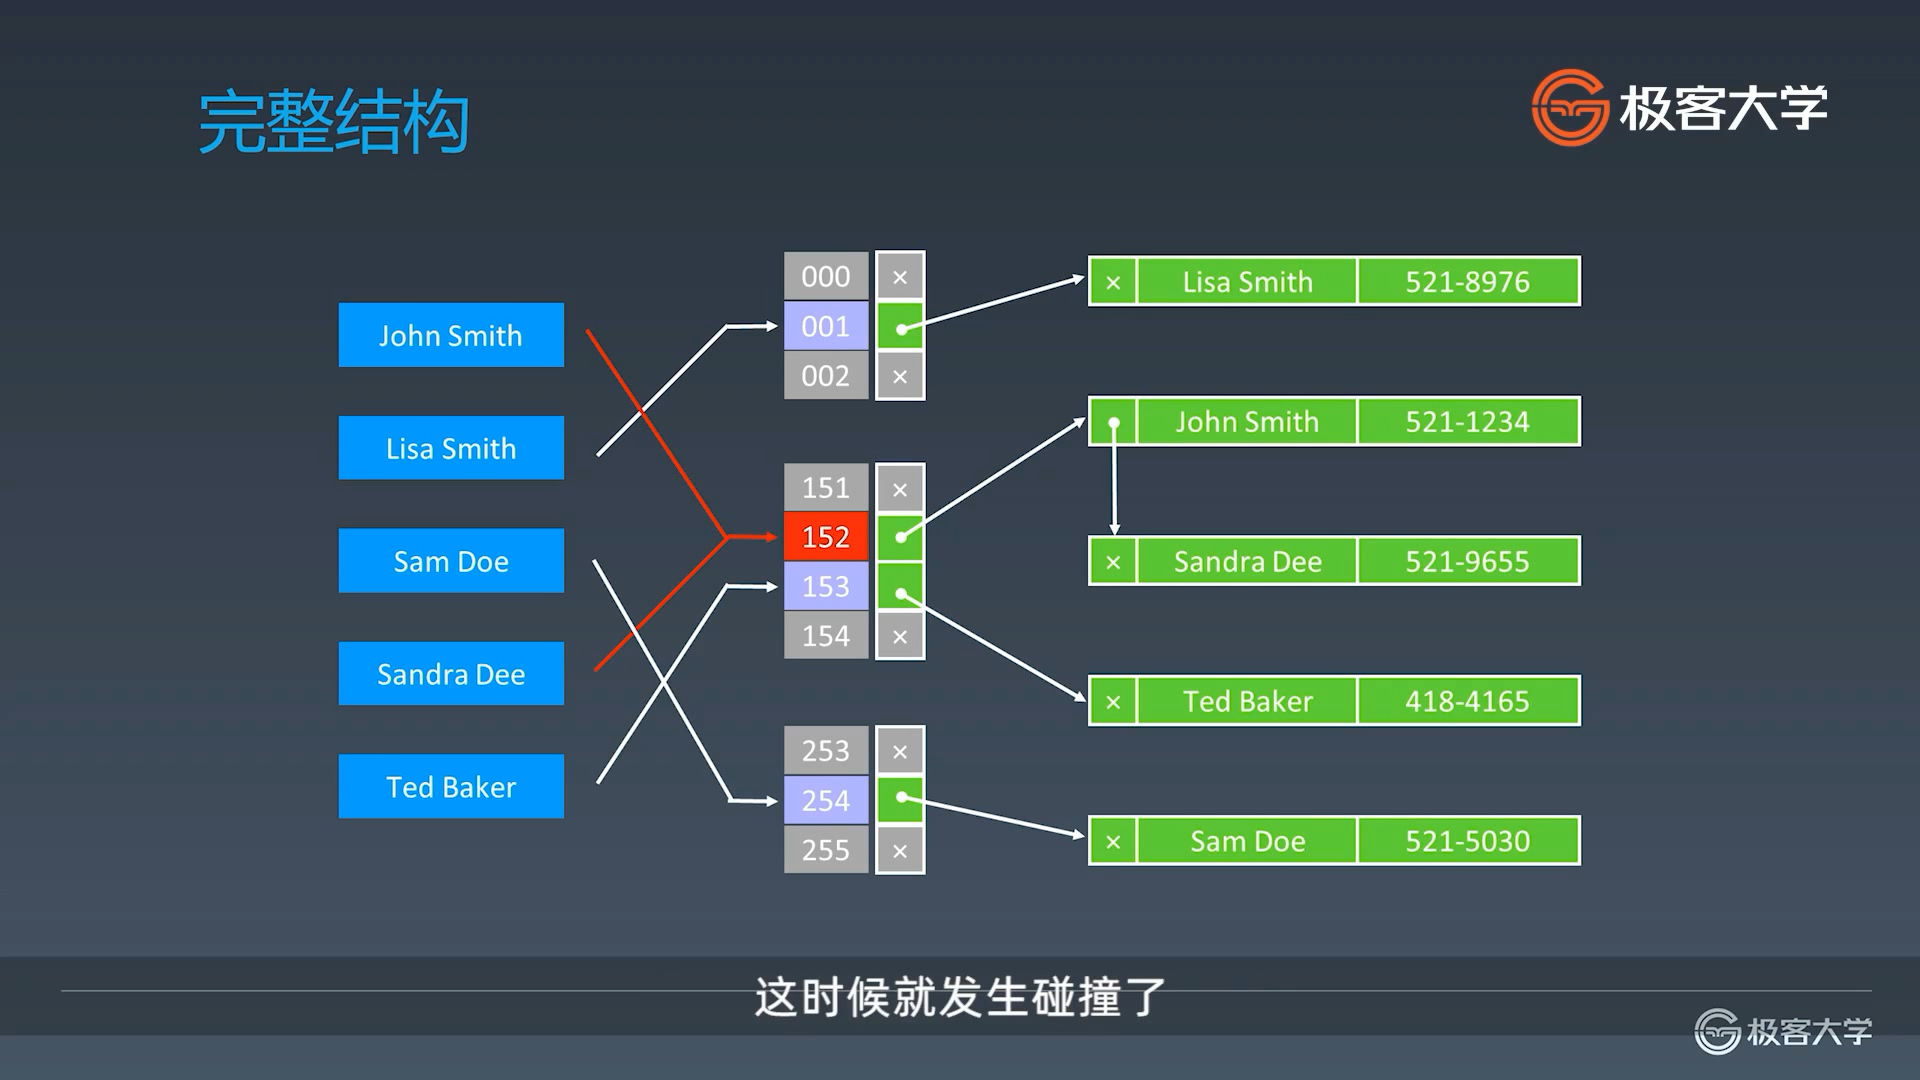 完整结构
极客大学
John Smith
Lisa Smith
Sam Doe
Sandra Dee
Ted Baker
000 ×
001
002 ×
151 ×
152
153
154 ×
253 ×
254
255 ×
× Lisa Smith 521-8976
John Smith 521-1234
× Sandra Dee 521-9655
× Ted Baker 418-4165
× Sam Doe 521-5030
这时候就发生碰撞了
极客大学